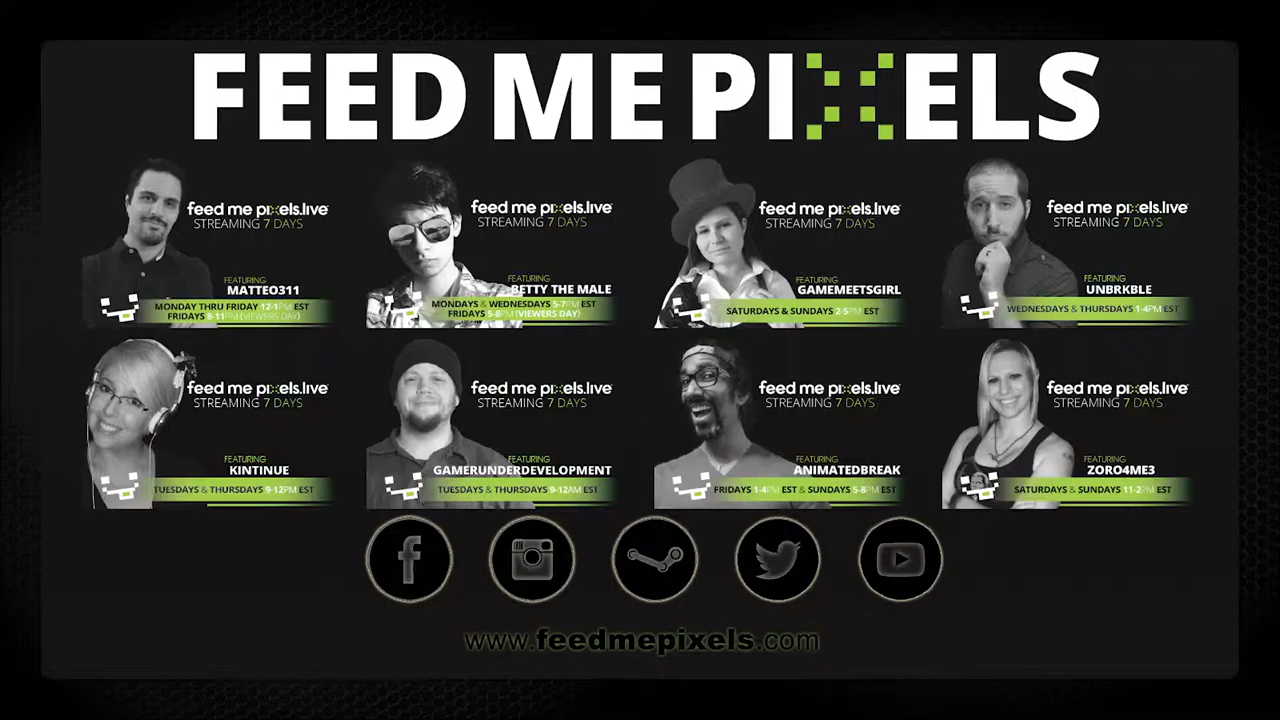 FEED ME PIXELS
feed me pixels.live
STREAMING 7 DAYS
FEATURING
MATTEO311
MONDAY THRU FRIDAY 12-1PM EST
FRIDAYS 8-11PM (VIEWERS DAY)
feed me pixels.live
STREAMING 7 DAYS
FEATURING
BETTY THE MALE
MONDAYS & WEDNESDAYS 5-7PM EST
FRIDAYS 5-8PM (VIEWERS DAY)
feed me pixels.live
STREAMING 7 DAYS
FEATURING
GAMEMEETSGIRL
SATURDAYS & SUNDAYS 2-5PM EST
feed me pixels.live
STREAMING 7 DAYS
FEATURING
UNBRKBLE
WEDNESDAYS & THURSDAYS 1-4PM EST
feed me pixels.live
STREAMING 7 DAYS
FEATURING
KINTINUE
TUESDAYS & THURSDAYS 9-12PM EST
feed me pixels.live
STREAMING 7 DAYS
FEATURING
GAMERUNDERDEVELOPMENT
TUESDAYS & THURSDAYS 9-12AM EST
feed me pixels.live
STREAMING 7 DAYS
FEATURING
ANIMATEDBREAK
FRIDAYS 1-4PM EST & SUNDAYS 5-8PM EST
feed me pixels.live
STREAMING 7 DAYS
FEATURING
ZORO4ME3
SATURDAYS & SUNDAYS 11-2PM EST
www.feedmepixels.com